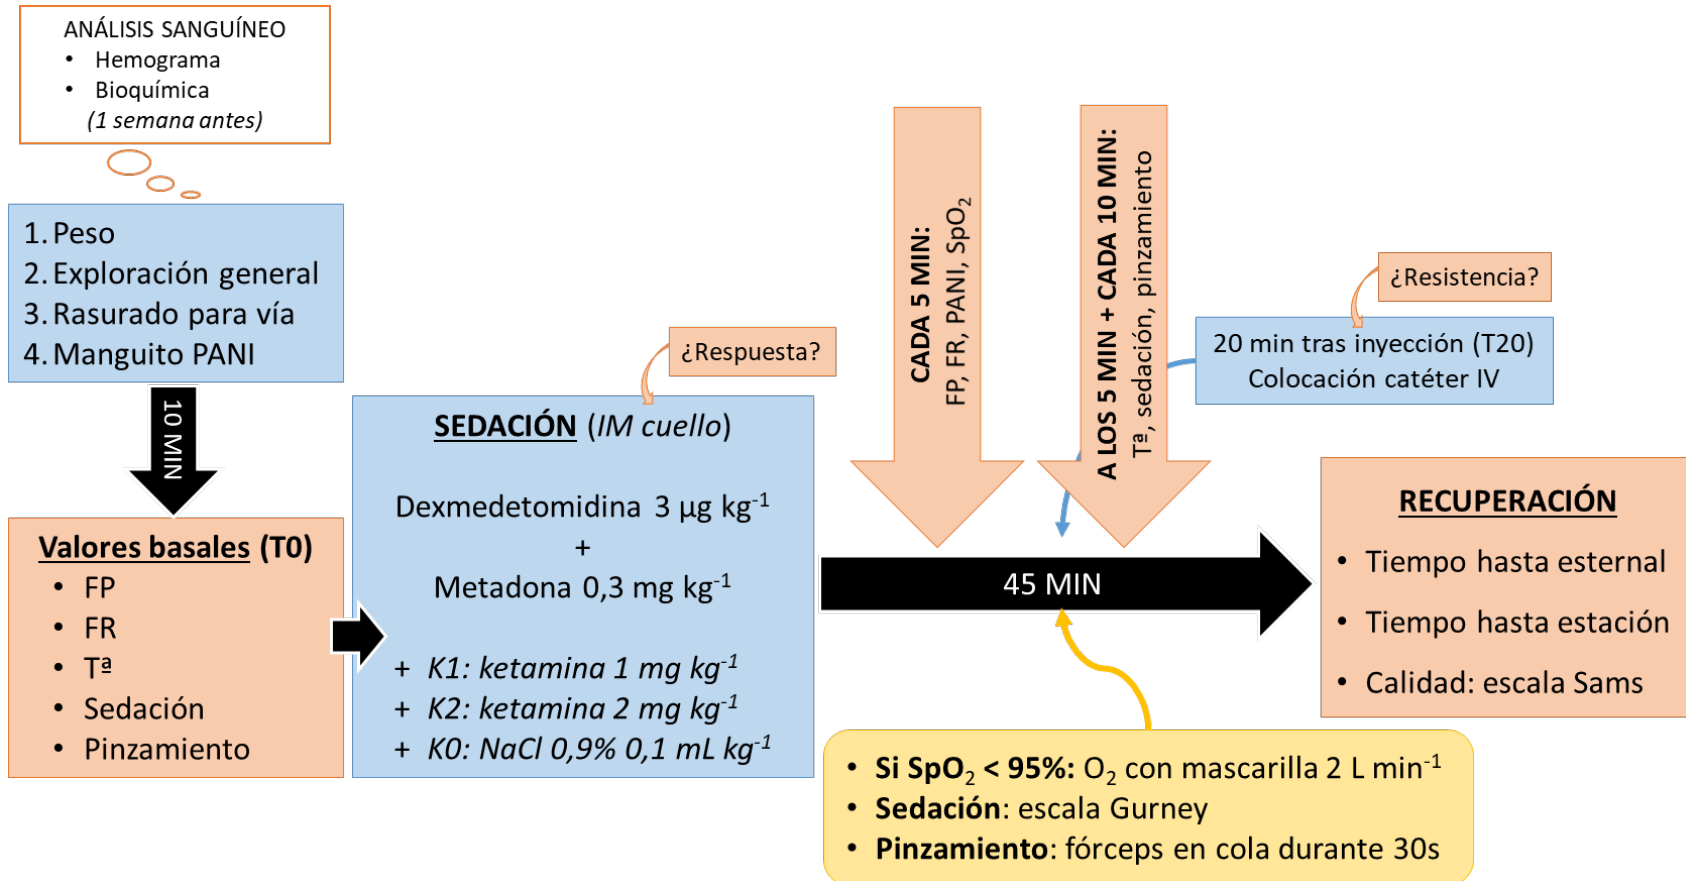 ANÁLISIS SANGUÍNEO
• Hemograma
• Bioquímica
(1 semana antes)
1. Peso
2. Exploración general
3. Rasurado para vía
4. Manguito PANI
10 MIN
Valores basales (T0)
• FP
• FR
• Tª
• Sedación
• Pinzamiento
¿Respuesta?
SEDACIÓN (IM cuello)
Dexmedetomidina 3 µg kg⁻¹
+
Metadona 0,3 mg kg⁻¹
+ K1: ketamina 1 mg kg⁻¹
+ K2: ketamina 2 mg kg⁻¹
+ K0: NaCl 0,9% 0,1 mL kg⁻¹
CADA 5 MIN:
FP, FR, PANI, SpO₂
A LOS 5 MIN + CADA 10 MIN:
Tª, sedación, pinzamiento
¿Resistencia?
20 min tras inyección (T20)
Colocación catéter IV
45 MIN
• Si SpO₂ < 95%: O₂ con mascarilla 2 L min⁻¹
• Sedación: escala Gurney
• Pinzamiento: fórceps en cola durante 30s
RECUPERACIÓN
• Tiempo hasta esternal
• Tiempo hasta estación
• Calidad: escala Sams